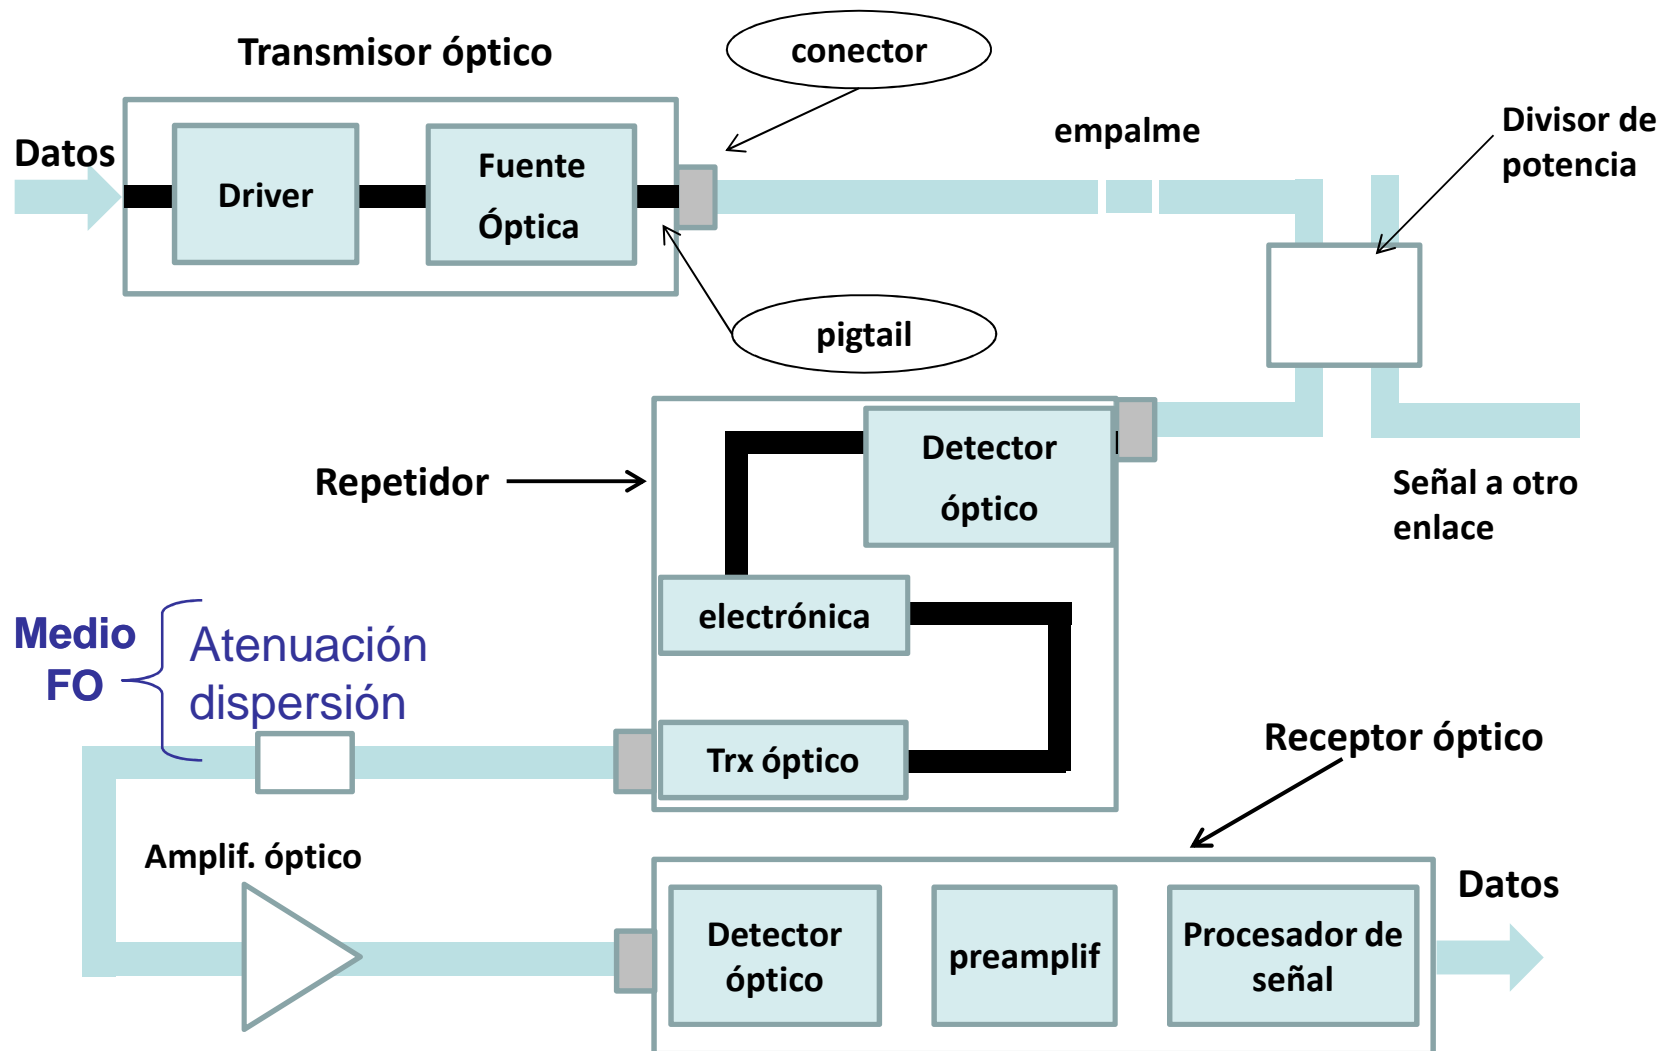 Transmisor óptico
conector
Datos
Driver
Fuente
Óptica
empalme
Divisor de
potencia
pigtail
Repetidor
Detector
óptico
Señal a otro
enlace
electrónica
Medio
FO
Atenuación
dispersión
Trx óptico
Receptor óptico
Amplif. óptico
Detector
óptico
preamplif
Procesador de
señal
Datos